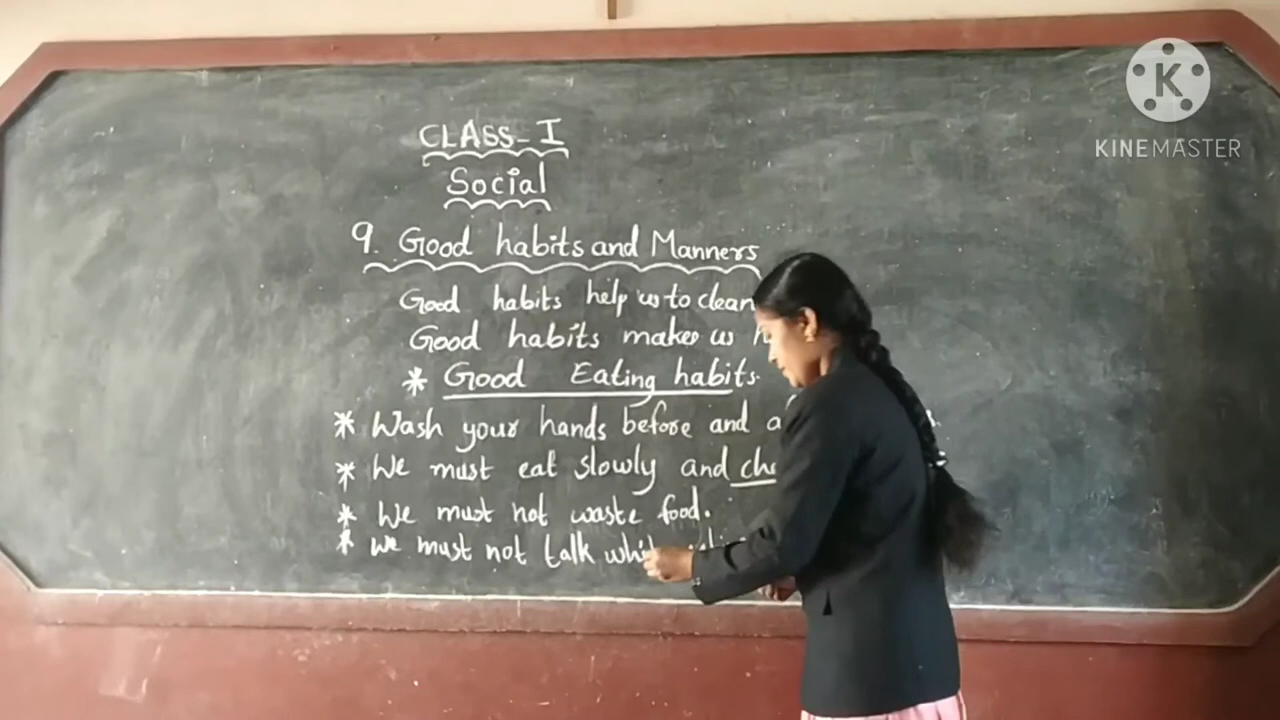 CLASS-I
Social
9. Good habits and Manners
Good habits help us to clean
Good habits makes us
* Good Eating habits.
* Wash your hands before and
* We must eat slowly and
* We must not waste food.
* We must not talk
K
KINEMASTER